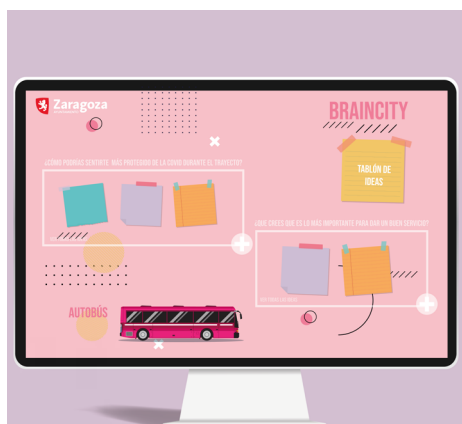 Zaragoza
BRAINCITY
¿CÓMO PODRÍAS SENTIRTE MÁS PROTEGIDO DE LA COVID DURANTE EL TRAYECTO?
TABLÓN DE
IDEAS
¿QUÉ CREES QUE ES LO MÁS IMPORTANTE PARA DAR UN BUEN SERVICIO?
AUTOBÚS